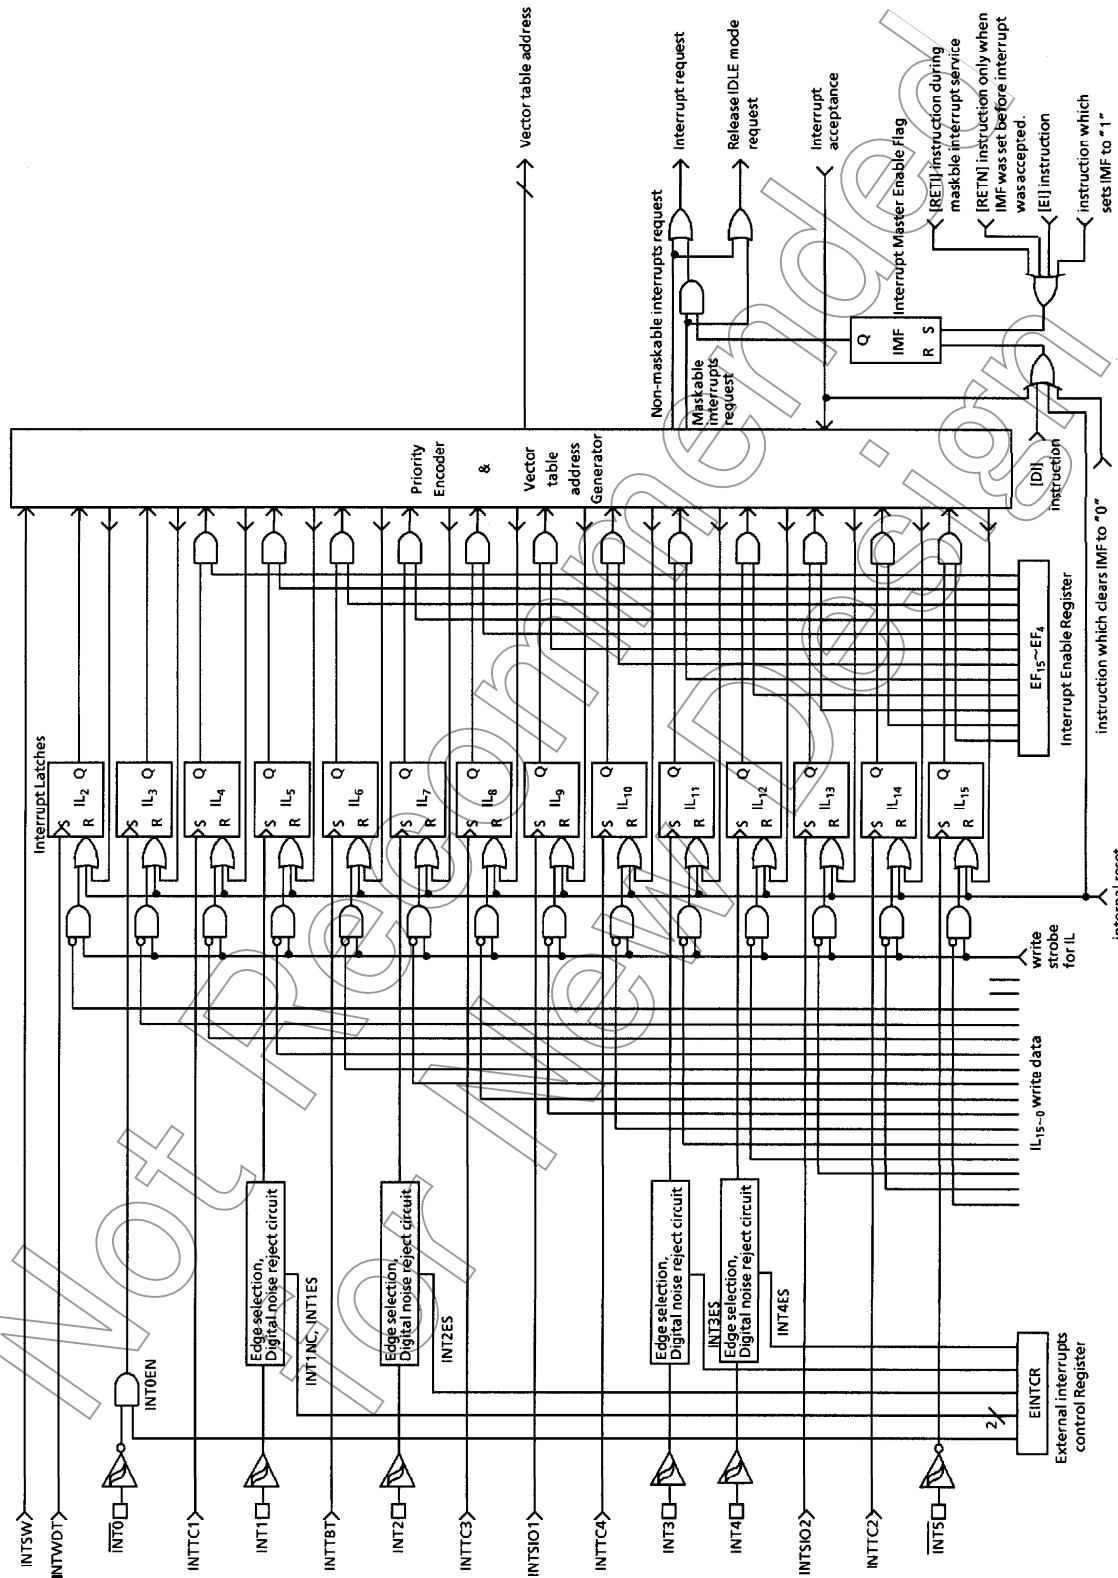 Not Recommended
for New Design
INTSW
INTWDT
INT0
INTTC1
INT1
INTTBT
INT2
INTTC3
INTSIO1
INTTC4
INT3
INT4
INTSIO2
INTTC2
INT5
INT0EN
Edge selection,
Digital noise reject circuit
INT1NC, INT1ES
Edge selection,
Digital noise reject circuit
INT2ES
Edge selection,
Digital noise reject circuit
INT3ES
Edge selection,
Digital noise reject circuit
INT4ES
2
EINTCR
External interrupts
control Register
IL15~0 write data
write
strobe
for IL
internal reset
Interrupt Latches
S
R
Q
IL2
S
R
Q
IL3
S
R
Q
IL4
S
R
Q
IL5
S
R
Q
IL6
S
R
Q
IL7
S
R
Q
IL8
S
R
Q
IL9
S
R
Q
IL10
S
R
Q
IL11
S
R
Q
IL12
S
R
Q
IL13
S
R
Q
IL14
S
R
Q
IL15
EF15~EF4
Interrupt Enable Register
Priority
Encoder
&
Vector
table
address
Generator
instruction which clears IMF to "0"
[DI]
instruction
Vector table address
Non-maskable interrupts request
Maskable
interrupts
request
Interrupt request
Release IDLE mode
request
Interrupt
acceptance
Interrupt Master Enable Flag
Q
IMF
R S
[RETI] instruction during
maskble interrupt service
[RETN] instruction only when
IMF was set before interrupt
was accepted.
[EI] instruction
instruction which
sets IMF to "1"